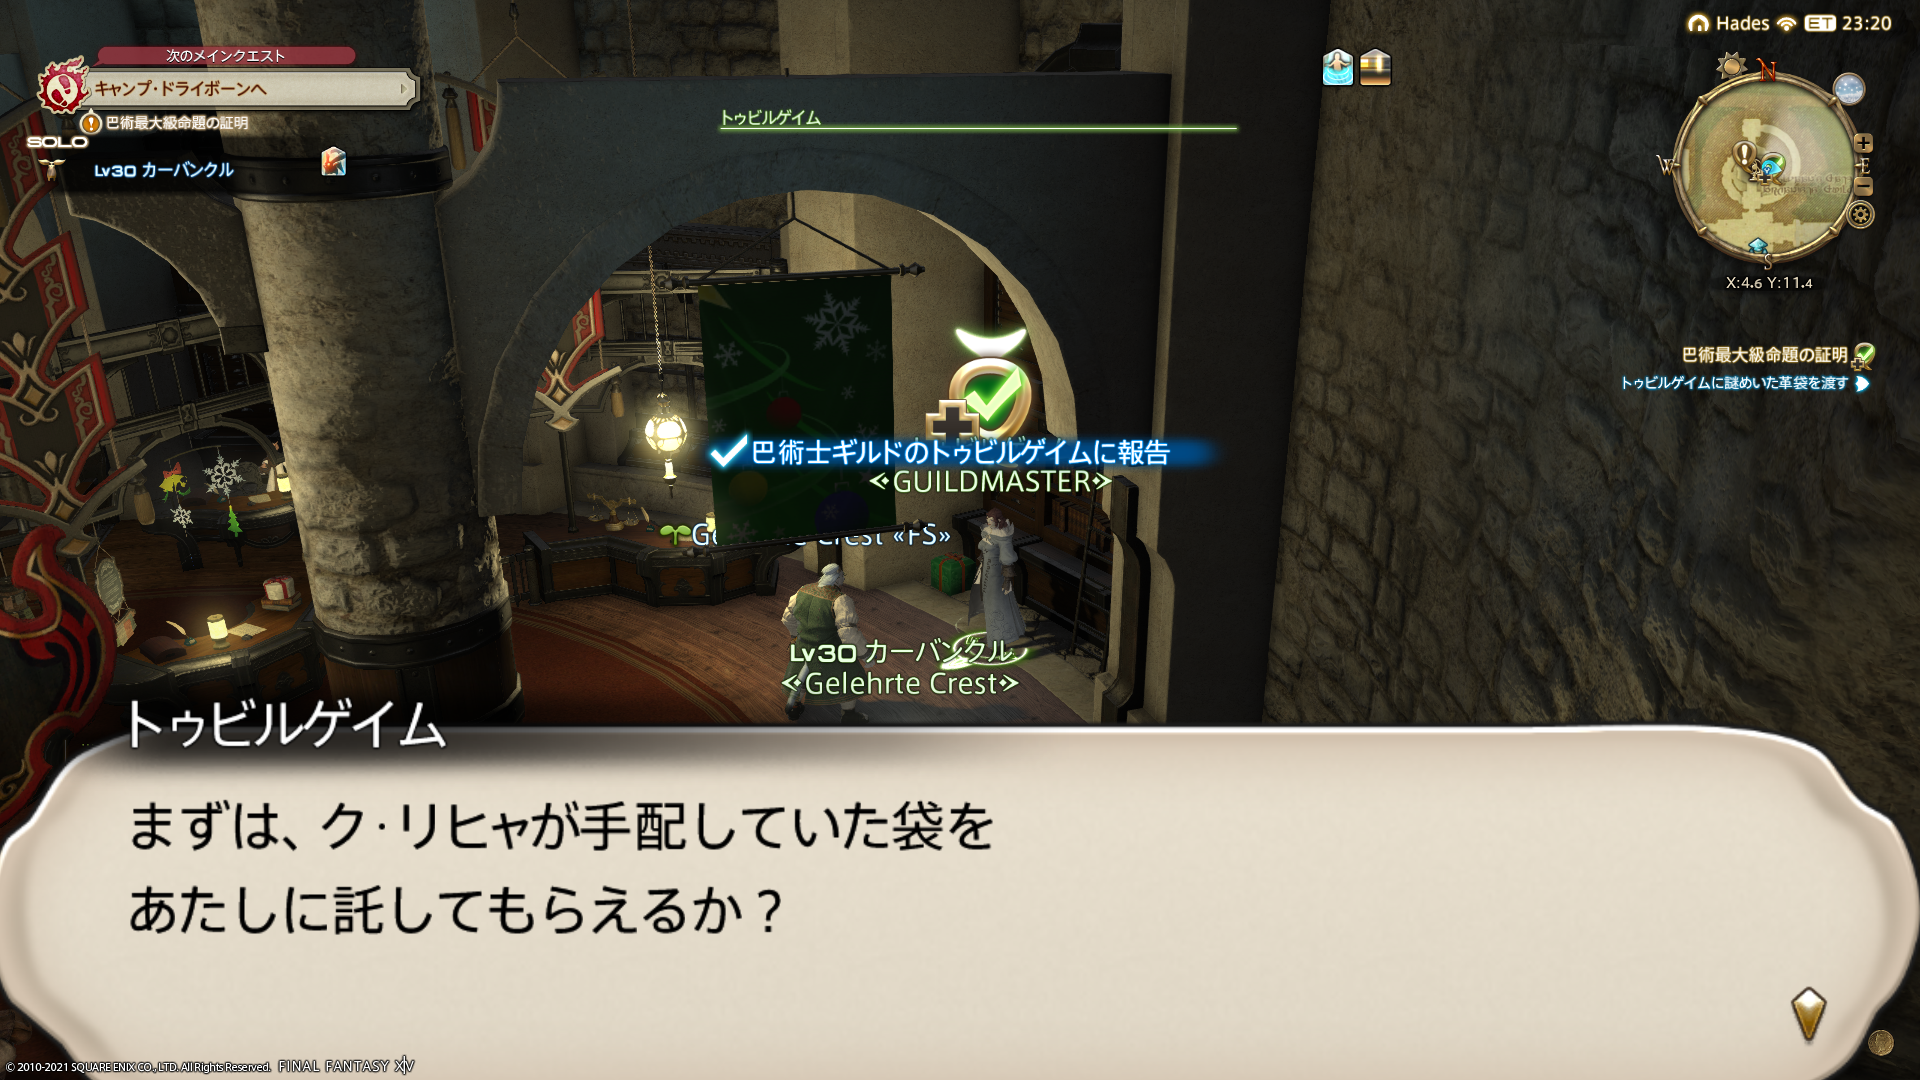 次のメインクエスト
キャンプ・ドライボーンへ
巴術最大級命題の証明
SOLO
Lv30 カーバンクル
トゥビルゲイム
Hades ET 23:20
N
W
E
S
X:4.6 Y:11.4
巴術最大級命題の証明
トゥビルゲイムに謎めいた革袋を渡す
巴術士ギルドのトゥビルゲイムに報告
«GUILDMASTER»
Crest «FS»
Lv30 カーバンクル
«Gelehrte Crest»
トゥビルゲイム
まずは、ク・リヒャが手配していた袋を
あたしに託してもらえるか？
© 2010-2021 SQUARE ENIX CO., LTD. All Rights Reserved. FINAL FANTASY XIV